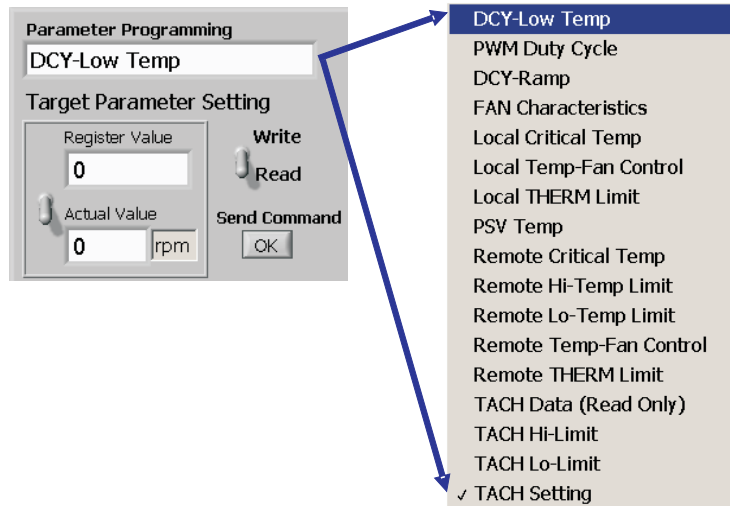 Parameter Programming
DCY-Low Temp
Target Parameter Setting
Register Value
0
Actual Value
0 rpm
Write
Read
Send Command
OK
DCY-Low Temp
PWM Duty Cycle
DCY-Ramp
FAN Characteristics
Local Critical Temp
Local Temp-Fan Control
Local THERM Limit
PSV Temp
Remote Critical Temp
Remote Hi-Temp Limit
Remote Lo-Temp Limit
Remote Temp-Fan Control
Remote THERM Limit
TACH Data (Read Only)
TACH Hi-Limit
TACH Lo-Limit
✓ TACH Setting